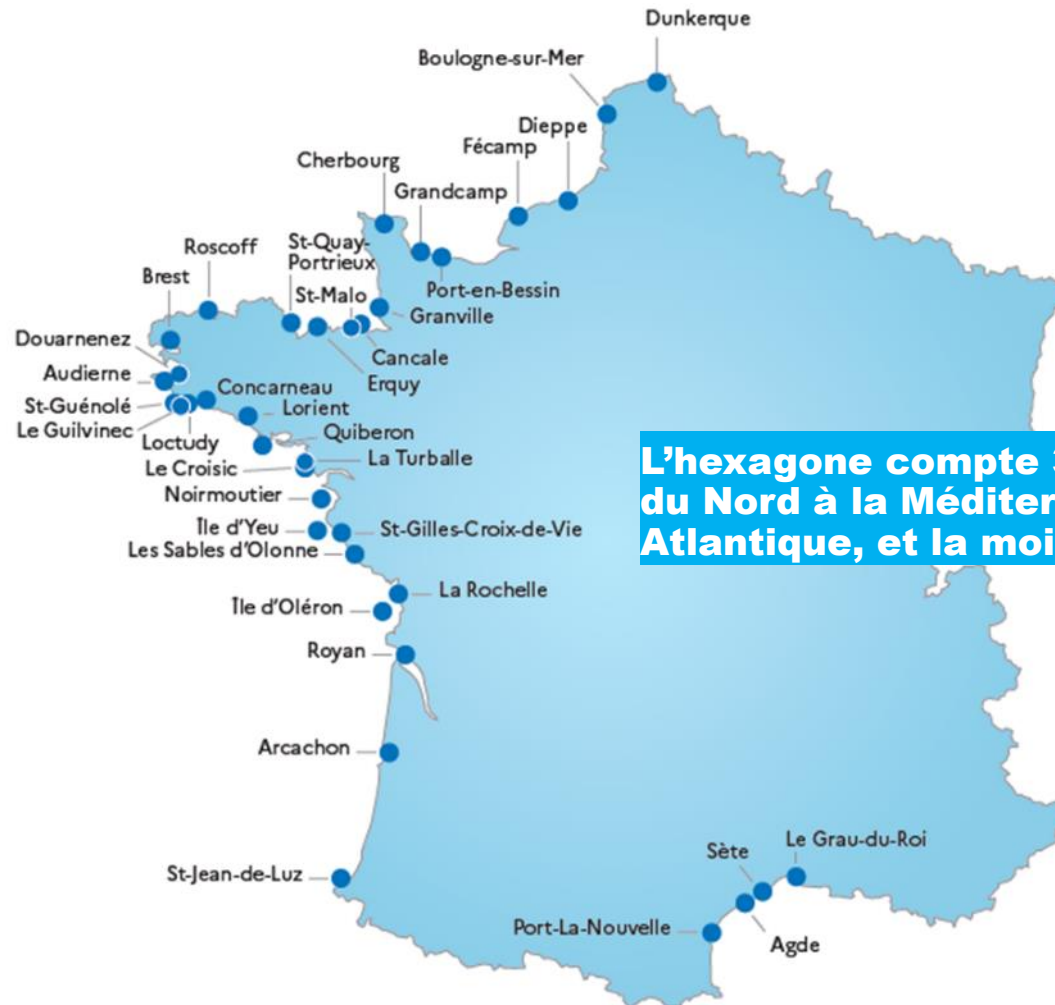 Dunkerque
Boulogne-sur-Mer
Dieppe
Fécamp
Cherbourg
Grandcamp
Roscoff
St-Quay-
Portrieux
Brest
Port-en-Bessin
St-Malo
Granville
Douarnenez
Cancale
Audierne
Erquy
Concarneau
St-Guénolé
Lorient
Le Guilvinec
Loctudy
Quiberon
Le Croisic
La Turballe
Noirmoutier
Île d'Yeu
St-Gilles-Croix-de-Vie
Les Sables d'Olonne
La Rochelle
Île d'Oléron
Royan
Arcachon
St-Jean-de-Luz
Le Grau-du-Roi
Sète
Port-La-Nouvelle
Agde
L'hexagone compte
du Nord à la
Atlantique, et la